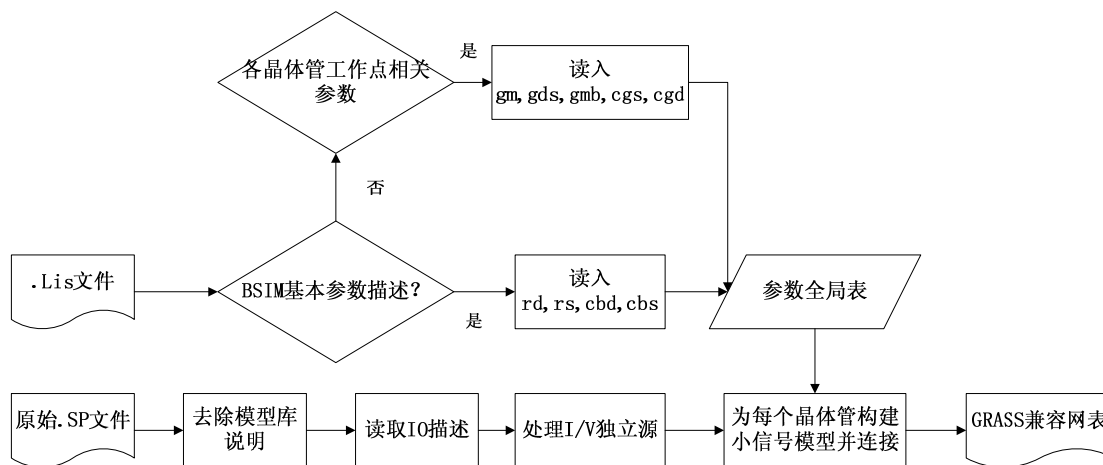 各晶体管工作点相关
参数
是
读入
gm,gds,gmb,cgs,cgd
否
.Lis文件
BSIM基本参数描述?
是
读入
rd,rs,cbd,cbs
参数全局表
原始.SP文件
去除模型库
说明
读取IO描述
处理I/V独立源
为每个晶体管构建
小信号模型并连接
GRASS兼容网表